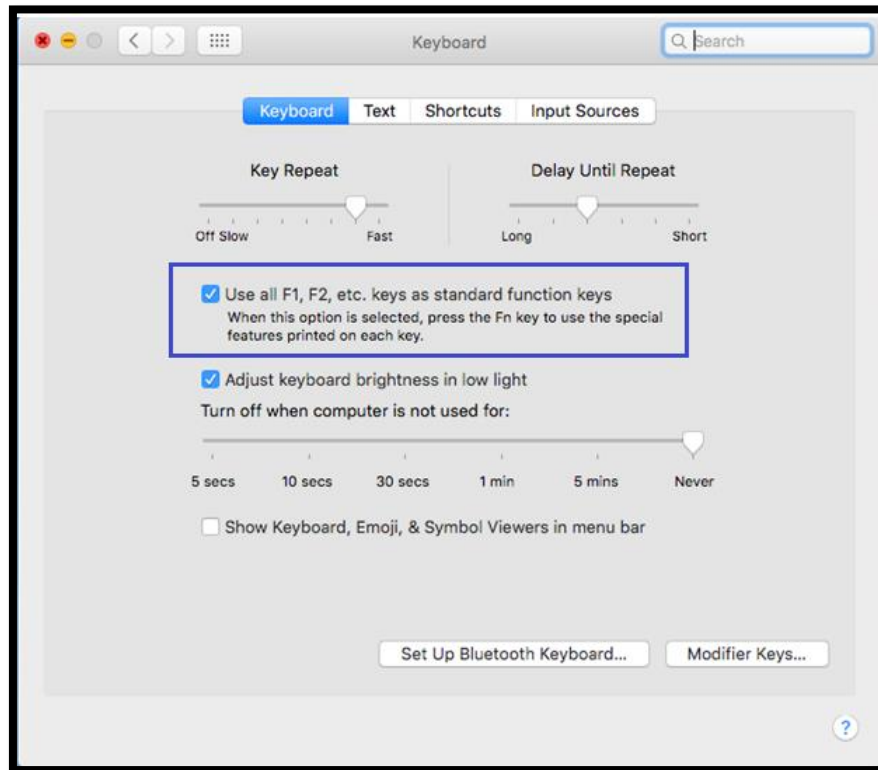 Keyboard
Search
Keyboard Text Shortcuts Input Sources
Key Repeat Delay Until Repeat
Off Slow Fast Long Short
Use all F1, F2, etc. keys as standard function keys
When this option is selected, press the Fn key to use the special
features printed on each key.
Adjust keyboard brightness in low light
Turn off when computer is not used for:
5 secs 10 secs 30 secs 1 min 5 mins Never
Show Keyboard, Emoji, & Symbol Viewers in menu bar
Set Up Bluetooth Keyboard... Modifier Keys...
?